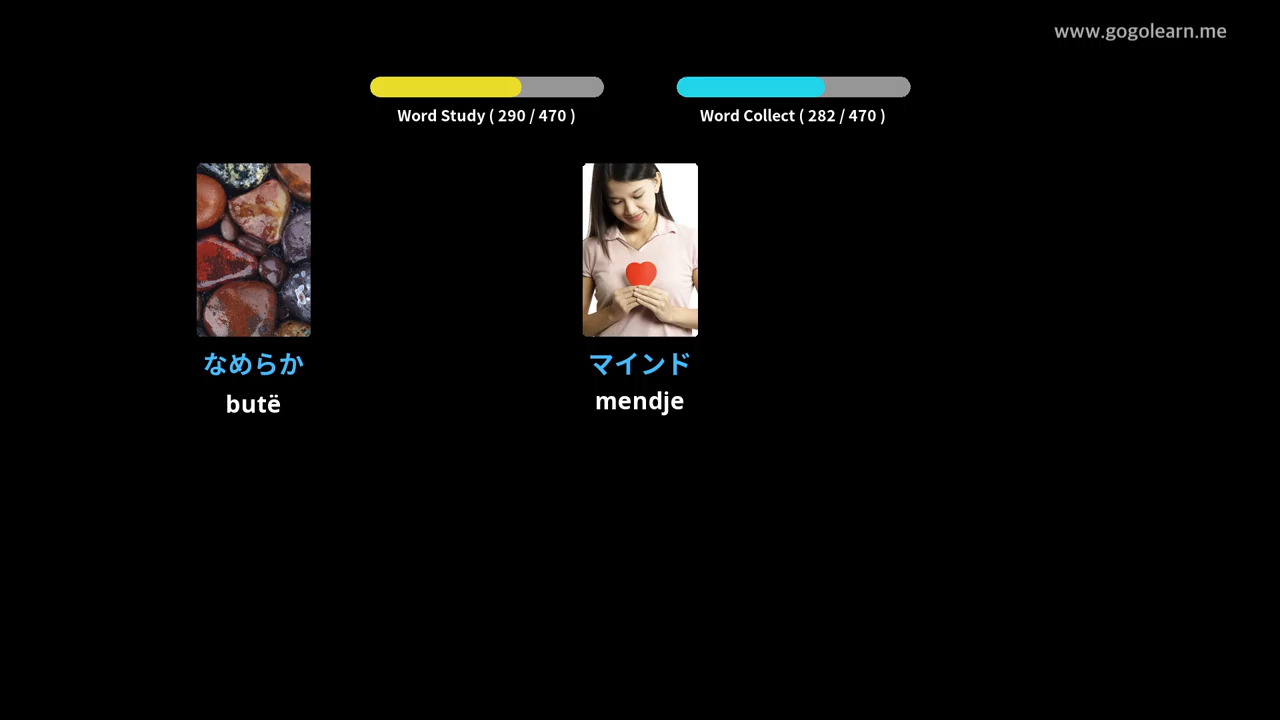 www.gogolearn.me
Word Study ( 290 / 470 )
Word Collect ( 282 / 470 )
なめらか
butë
マインド
mendje